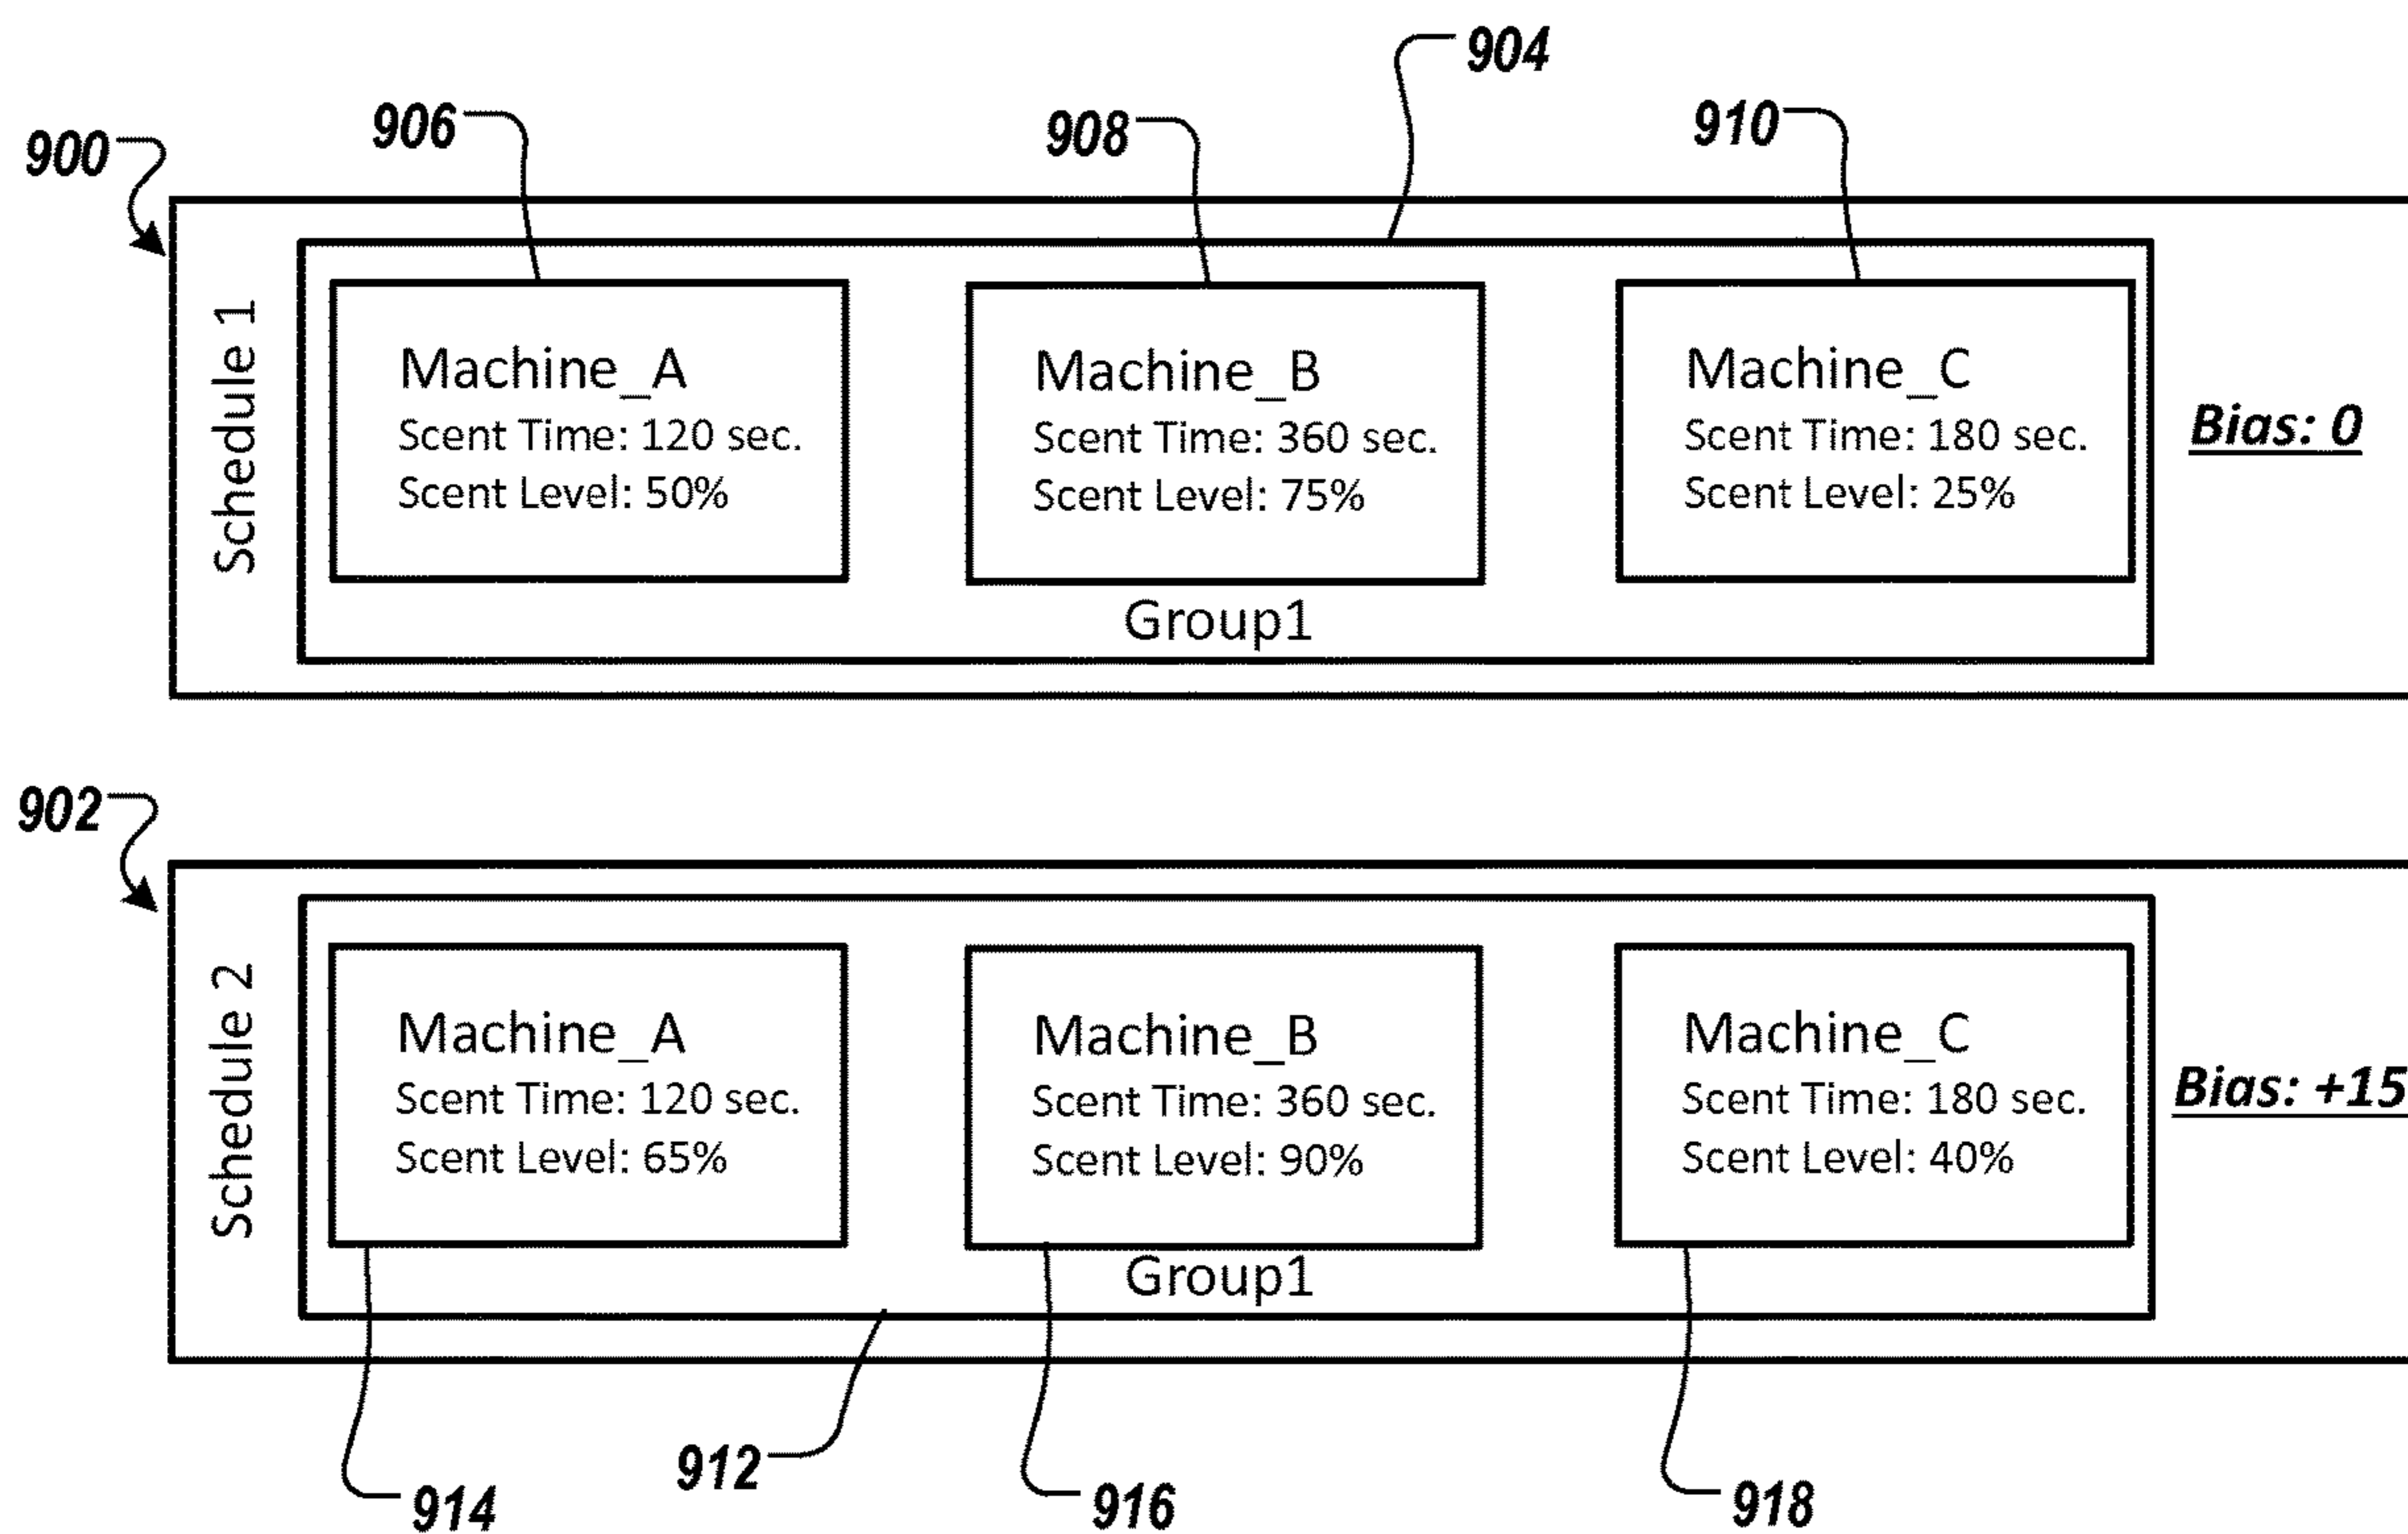 904
906
908
910
900
Schedule 1
Machine_A
Scent Time: 120 sec.
Scent Level: 50%
Machine_B
Scent Time: 360 sec.
Scent Level: 75%
Machine_C
Scent Time: 180 sec.
Scent Level: 25%
Bias: 0
Group1
902
Schedule 2
Machine_A
Scent Time: 120 sec.
Scent Level: 65%
Machine_B
Scent Time: 360 sec.
Scent Level: 90%
Machine_C
Scent Time: 180 sec.
Scent Level: 40%
Bias: +15
Group1
912
914
916
918